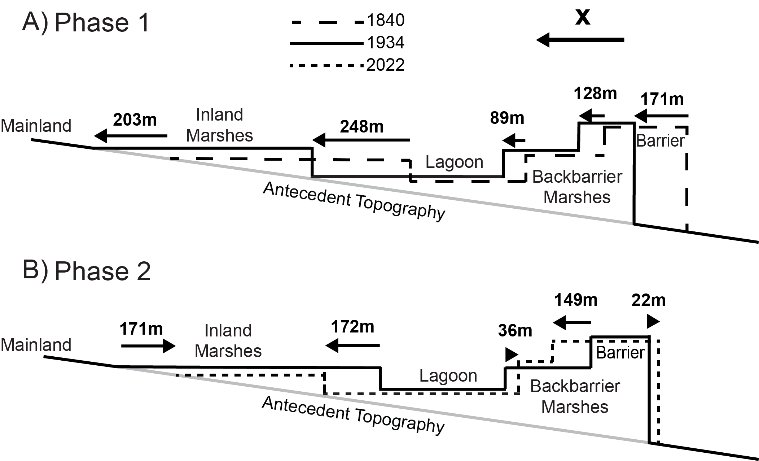 A) Phase 1
1840
1934
2022
X
203m
248m
89m
128m
171m
Mainland
Inland
Marshes
Lagoon
Barrier
Backbarrier
Marshes
Antecedent Topography
B) Phase 2
171m
172m
36m
149m
22m
Mainland
Inland
Marshes
Lagoon
Barrier
Backbarrier
Marshes
Antecedent Topography